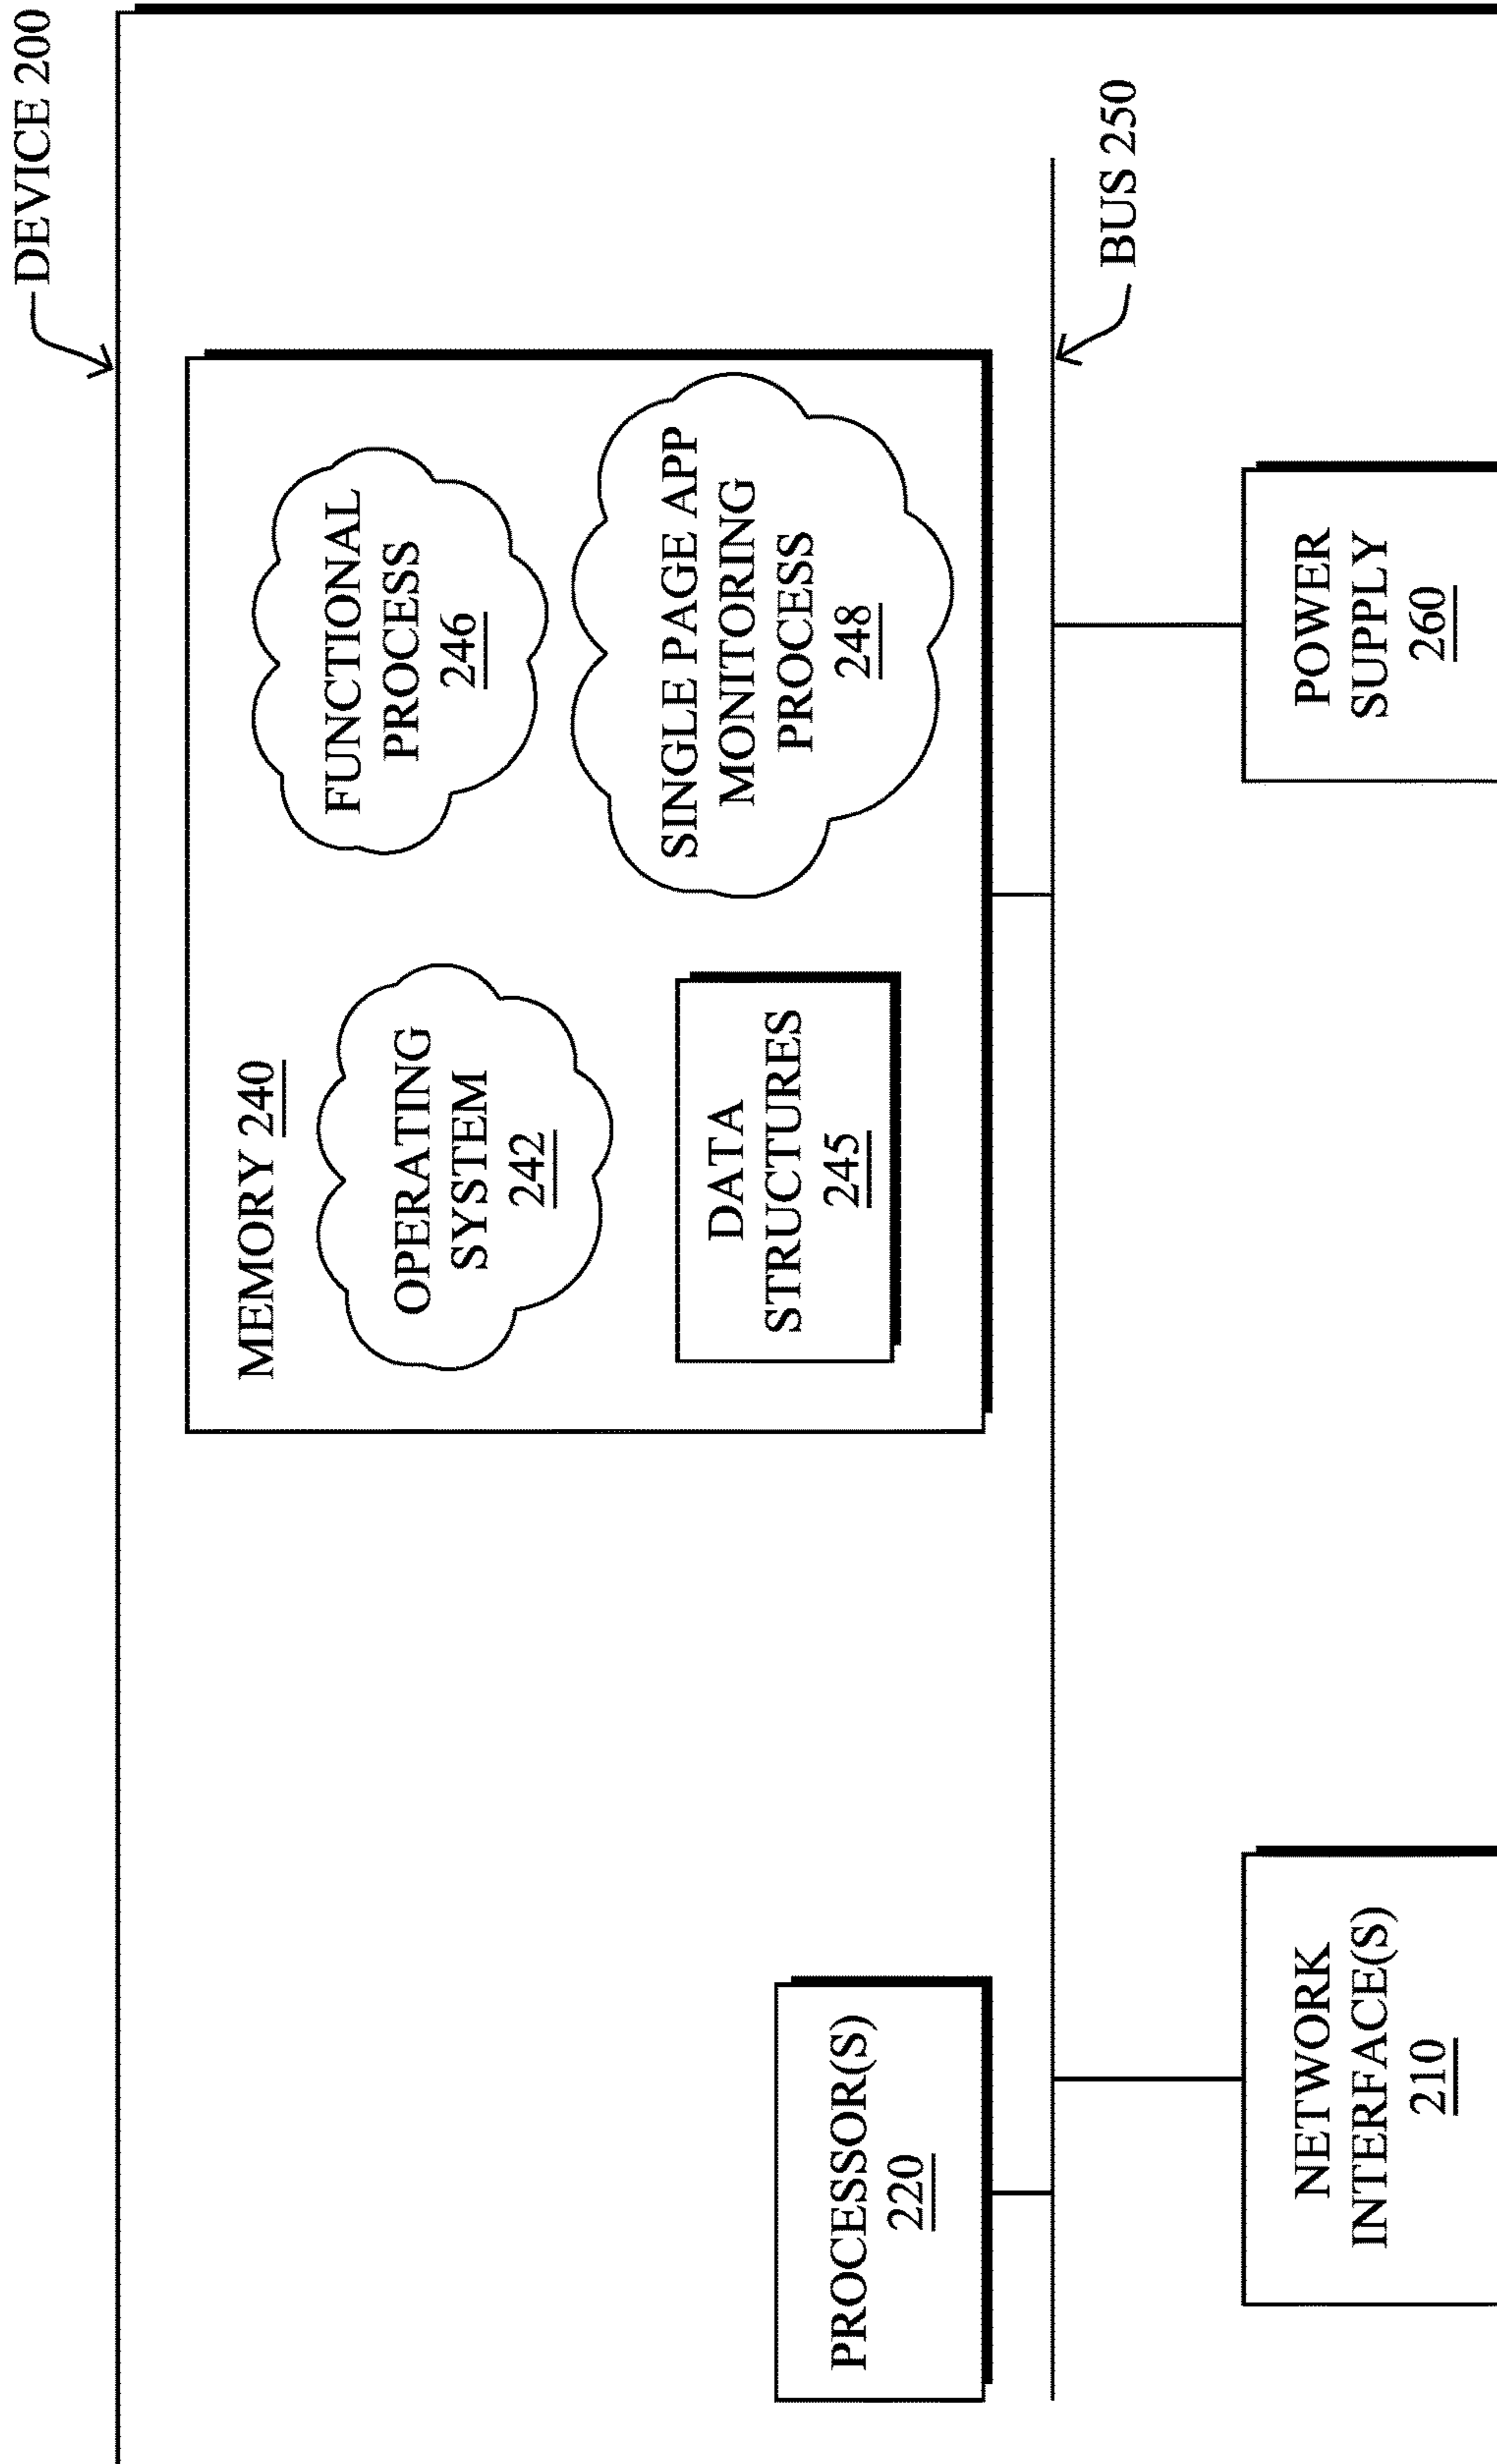 DEVICE 200
MEMORY 240
OPERATING
SYSTEM
242
FUNCTIONAL
PROCESS
246
DATA
STRUCTURES
245
SINGLE PAGE APP
MONITORING
PROCESS
248
PROCESSOR(S)
220
BUS 250
NETWORK
INTERFACE(S)
210
POWER
SUPPLY
260